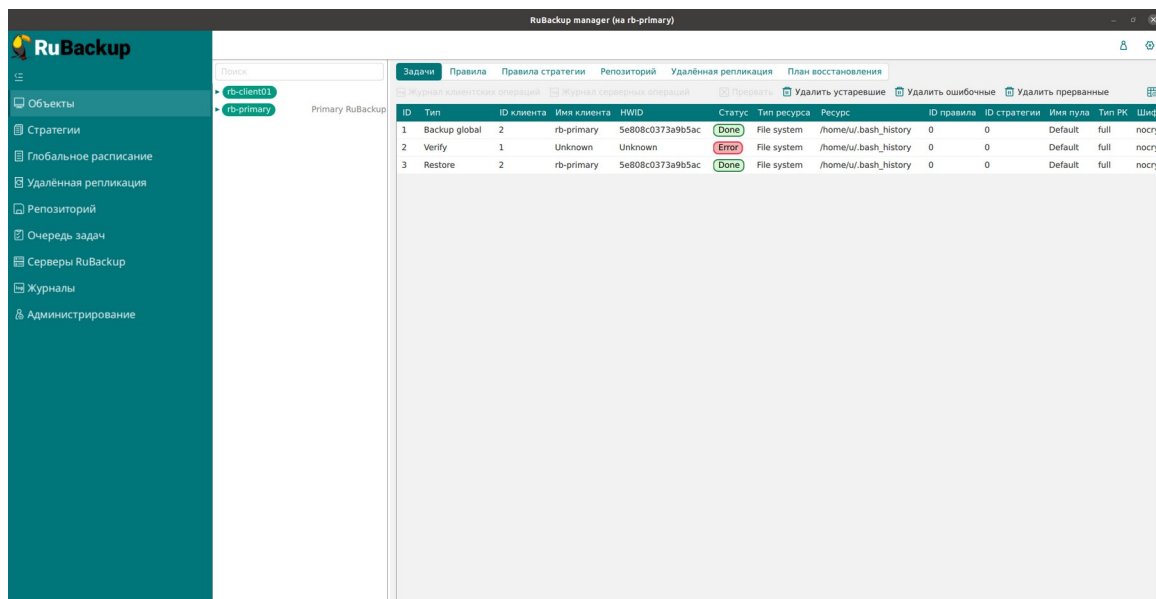 RuBackup manager (на rb-primary)
RuBackup
Объекты
Стратегии
Глобальное расписание
Удалённая репликация
Репозиторий
Очередь задач
Серверы RuBackup
Журналы
Администрирование
Поиск
rb-client01
rb-primary Primary RuBackup
Задачи Правила Правила стратегии Репозиторий Удалённая репликация План восстановления
Журнал клиентских операций Журнал серверных операций Прервать Удалить устаревшие Удалить ошибочные Удалить прерванные
ID Тип ID клиента Имя клиента HWID Статус Тип ресурса Ресурс ID правила ID стратегии Имя пула Тип РК Шиф
1 Backup global 2 rb-primary 5e808c0373a9b5ac Done File system /home/u/.bash_history 0 0 Default full nocry
2 Verify 1 Unknown Unknown Error File system /home/u/.bash_history 0 0 Default full nocry
3 Restore 2 rb-primary 5e808c0373a9b5ac Done File system /home/u/.bash_history 0 0 Default full nocry